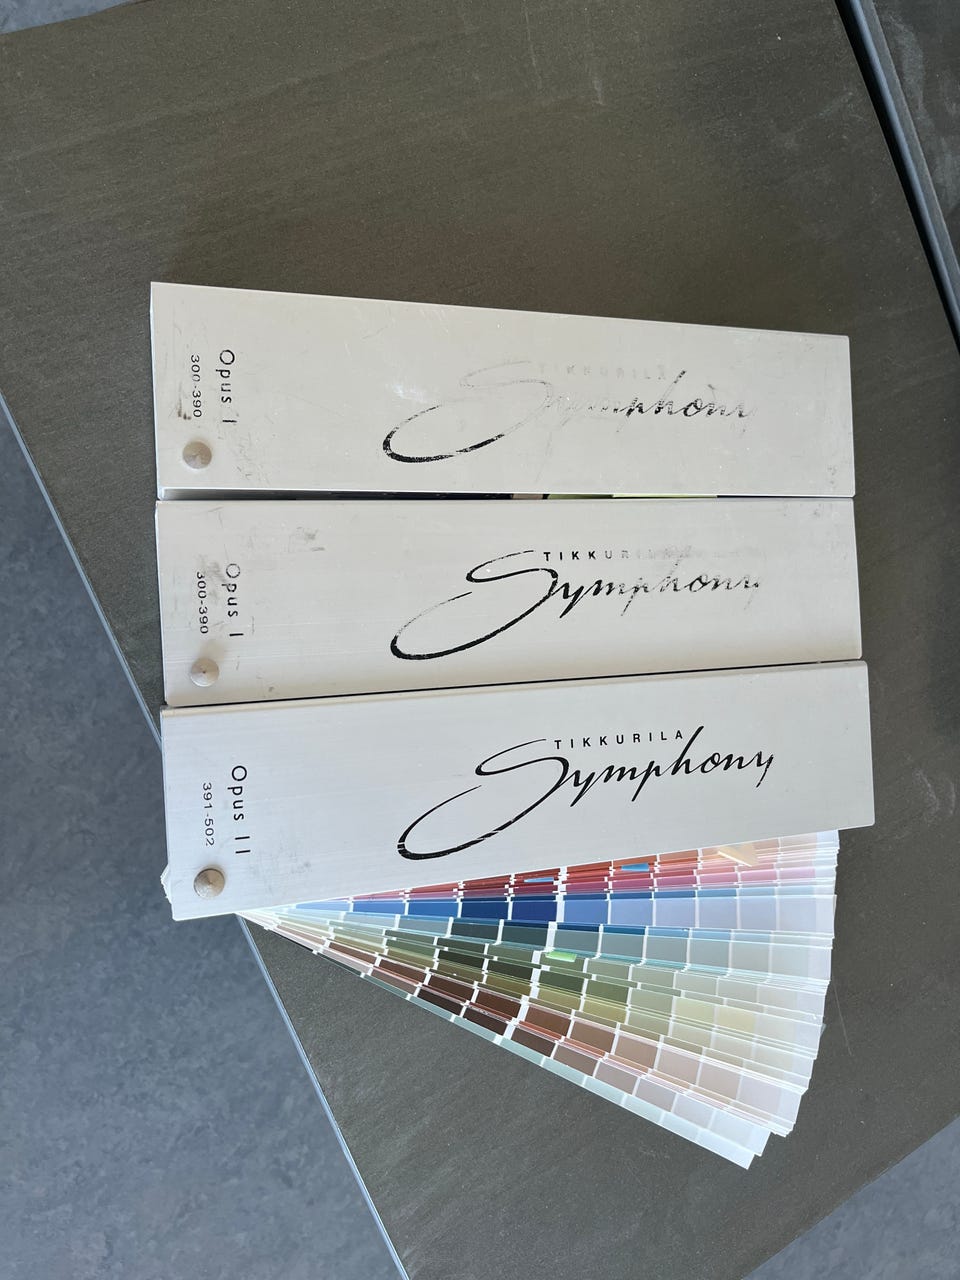 TIKKURILA
Symphony
Opus I
300-390
TIKKURILA
Symphony
Opus I
300-390
TIKKURILA
Symphony
Opus II
391-502